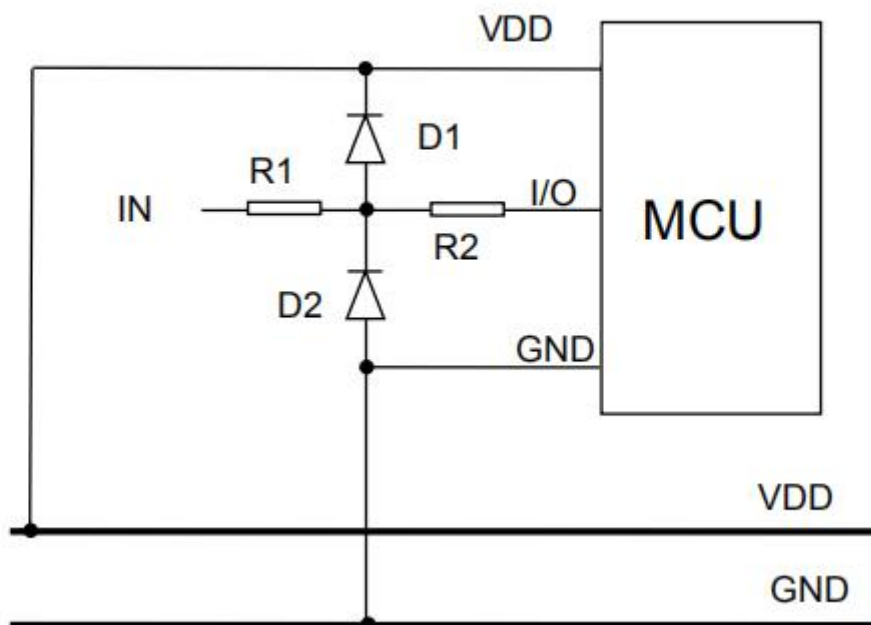 VDD
D1
R1
IN
I/O
MCU
R2
D2
GND
VDD
GND